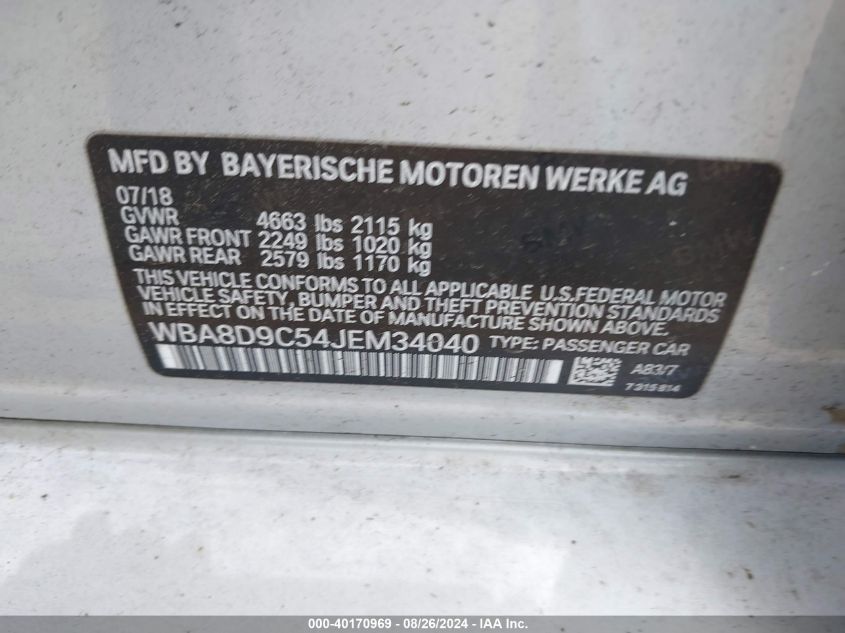 MFD BY BAYERISCHE MOTOREN WERKE AG
07/18
GVWR 4663 lbs 2115 kg
GAWR FRONT 2249 lbs 1020 kg
GAWR REAR 2579 lbs 1170 kg
THIS VEHICLE CONFORMS TO ALL APPLICABLE U.S.FEDERAL MOTOR
VEHICLE SAFETY, BUMPER AND THEFT PREVENTION STANDARDS
IN EFFECT ON THE DATE OF MANUFACTURE SHOWN ABOVE.
WBA8D9C54JEM34040 TYPE: PASSENGER CAR
A83/7
7 315 814
000-40170969 - 08/26/2024 - IAA Inc.